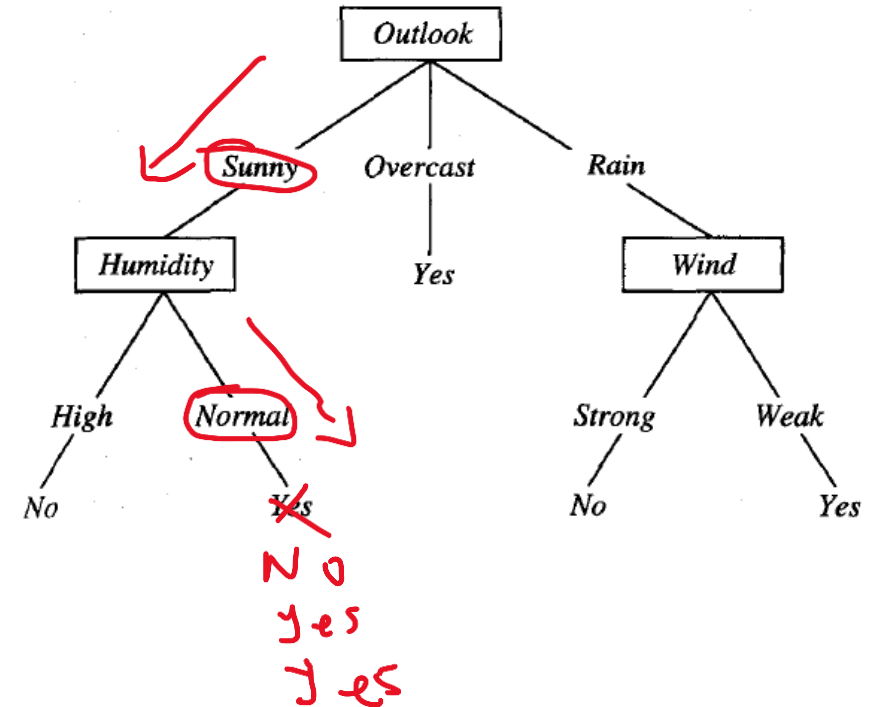 Outlook
Sunny Overcast Rain
Humidity Yes Wind
High Normal Strong Weak
No Yes No Yes
No
Yes
Yes